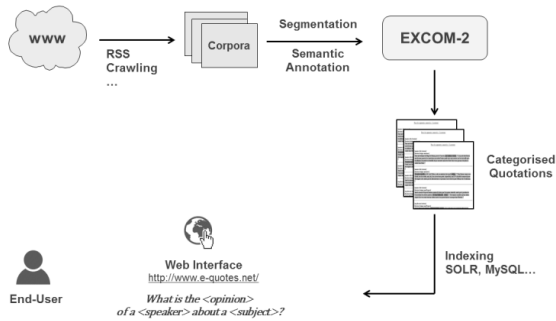 www
RSS
Crawling
...
Corpora
Segmentation
Semantic
Annotation
EXCOM-2
Categorised
Quotations
Indexing
SOLR, MySQL...
Web Interface
http://www.e-quotes.net/
What is the <opinion>
of a <speaker> about a <subject>?
End-User